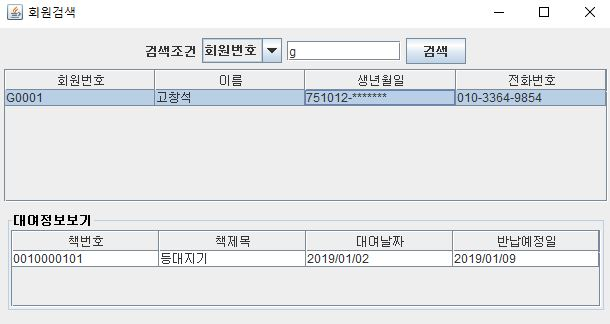 회원검색
검색조건 회원번호 g 검색
회원번호 이름 생년월일 전화번호
G0001 고창석 751012-******* 010-3364-9854
대여정보보기
책번호 책제목 대여날짜 반납예정일
0010000101 등대지기 2019/01/02 2019/01/09